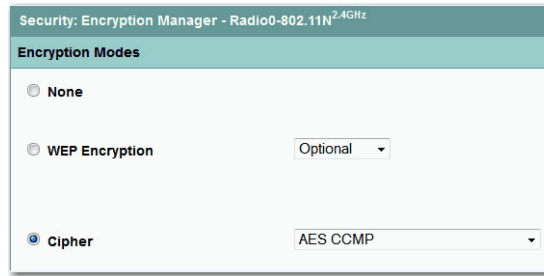 Security: Encryption Manager - Radio0-802.11N2.4GHz
Encryption Modes
None
WEP Encryption Optional
Cipher AES CCMP